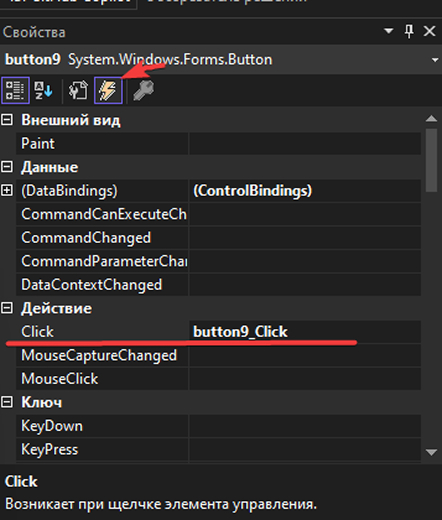 Свойства
button9 System.Windows.Forms.Button
Внешний вид
Paint
Данные
(DataBindings) (ControlBindings)
CommandCanExecuteCh
CommandChanged
CommandParameterChar
DataContextChanged
Действие
Click button9_Click
MouseCaptureChanged
MouseClick
Ключ
KeyDown
KeyPress
Click
Возникает при щелчке элемента управления.